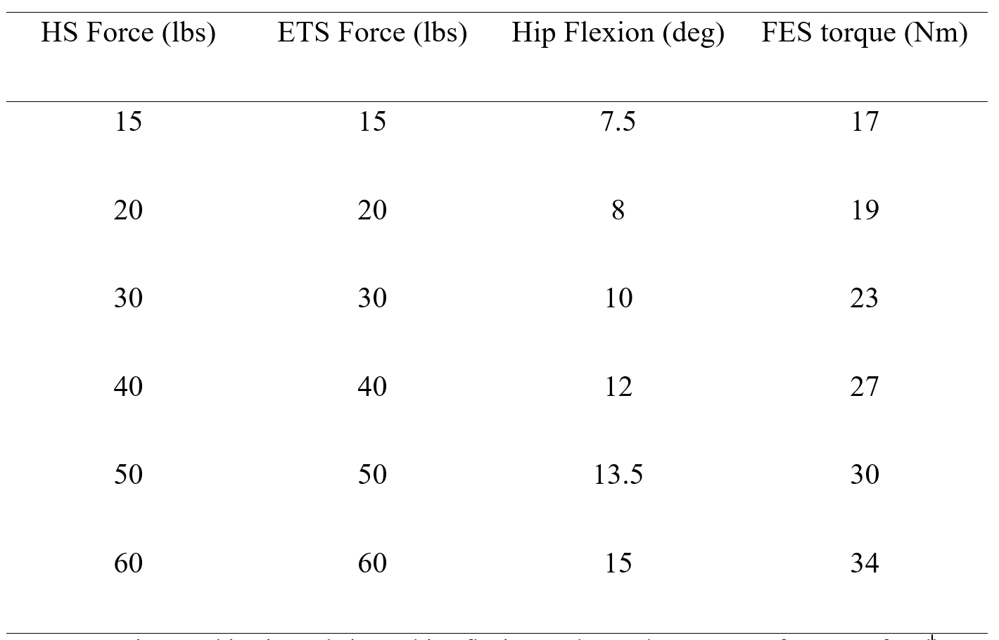 HS Force (lbs) ETS Force (lbs) Hip Flexion (deg) FES torque (Nm)
15 15 7.5 17
20 20 8 19
30 30 10 23
40 40 12 27
50 50 13.5 30
60 60 15 34